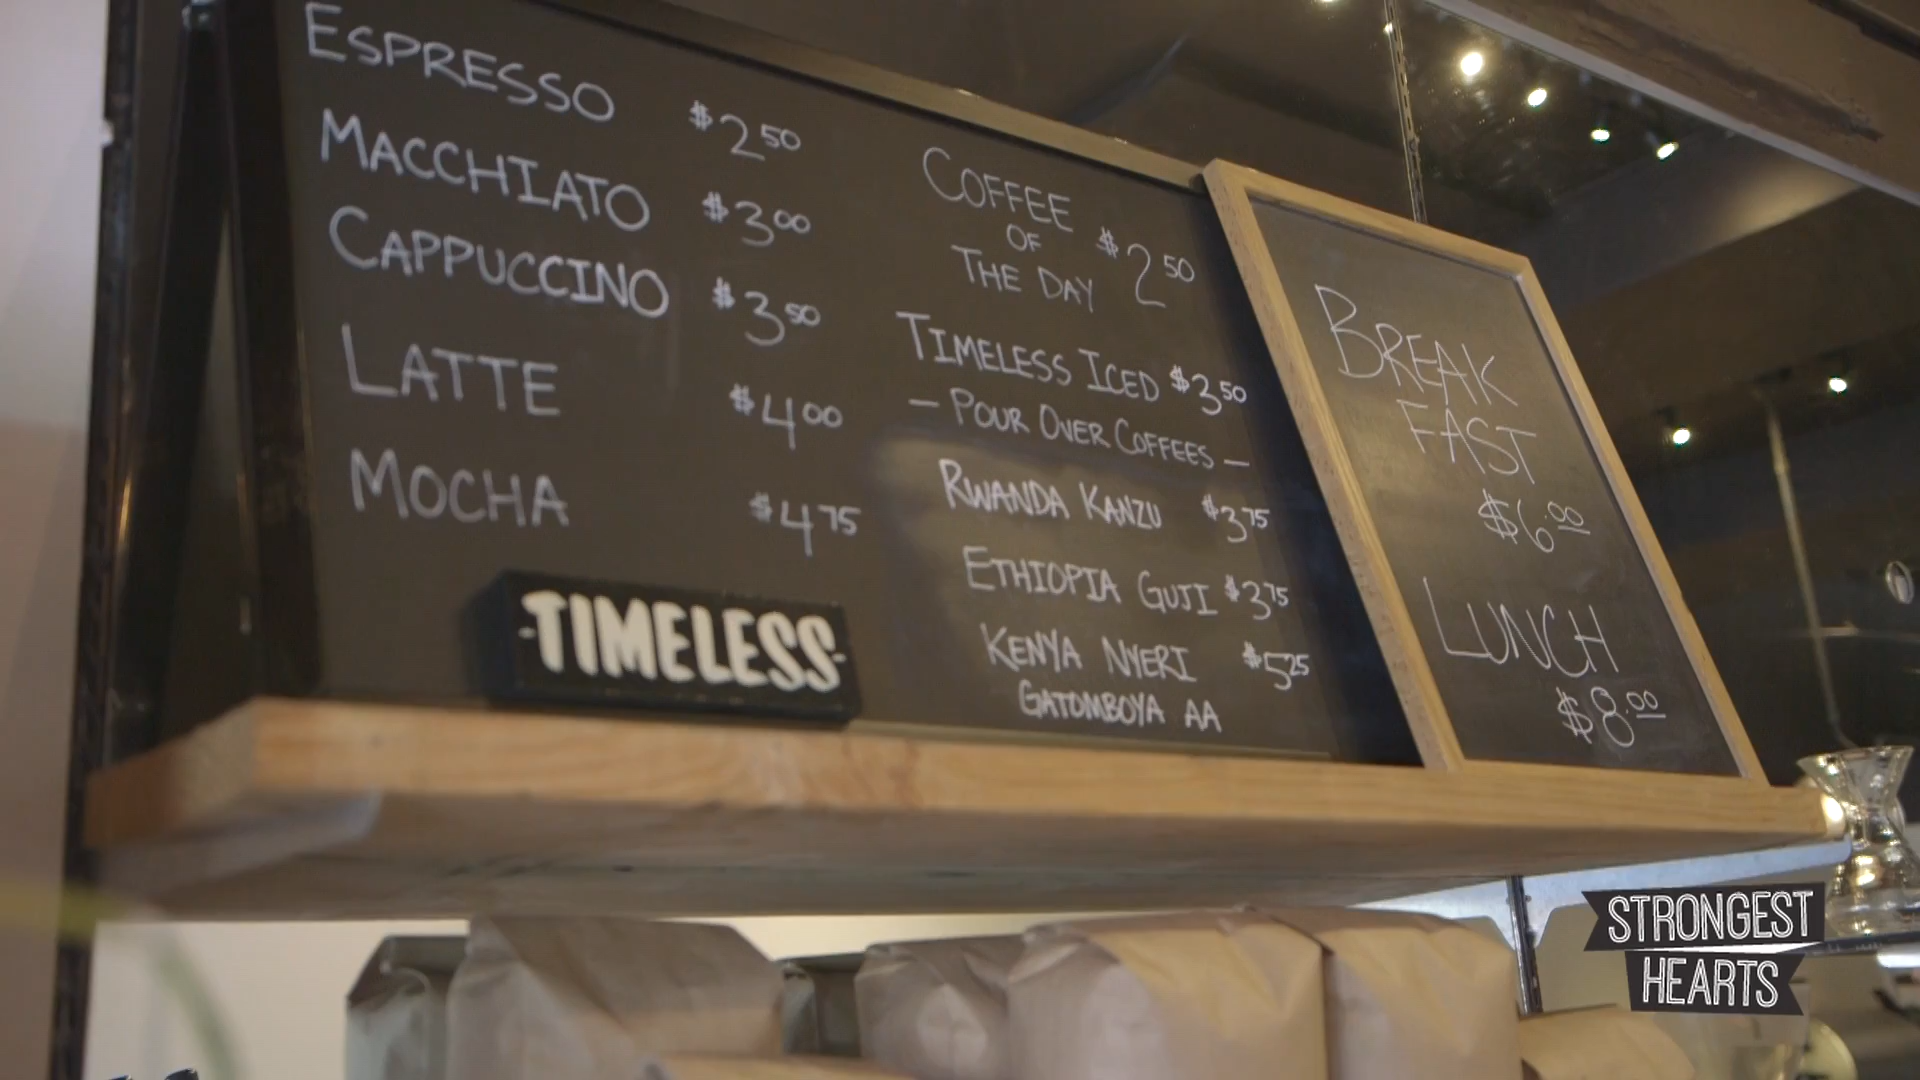 ESPRESSO $2.50
MACCHIATO $3.00
CAPPUCCINO $3.50
LATTE $4.00
MOCHA $4.75
-TIMELESS-
COFFEE
OF
THE DAY $2.50
TIMELESS ICED $3.50
— POUR OVER COFFEES —
RWANDA KANZU $3.75
ETHIOPIA GUJI $3.75
KENYA NYERI $5.25
GATOMBOYA AA
BREAK
FAST
$6.00
LUNCH
$8.00
STRONGEST
HEARTS